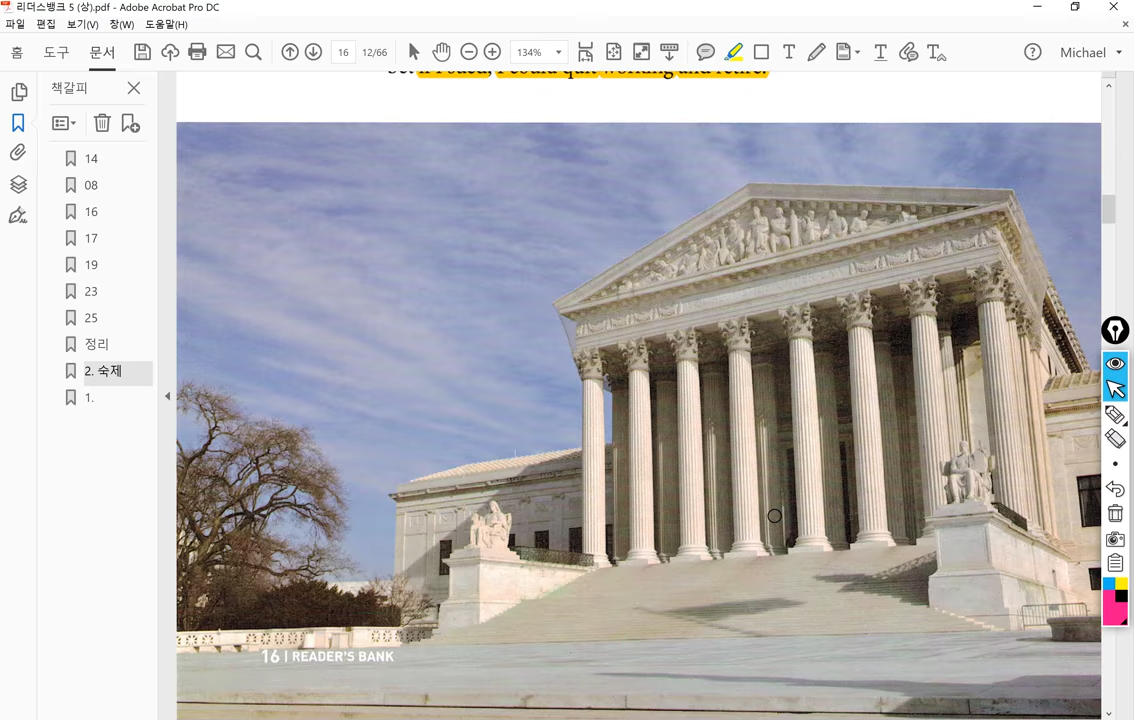 리더스뱅크 5 (상).pdf - Adobe Acrobat Pro DC
파일 편집 보기(V) 창(W) 도움말(H)
홈 도구 문서 16 12/66 134% Michael
책갈피
if I sued, I could quit working and retire.
14
08
16
17
19
23
25
정리
2. 숙제
1.
16 | READER'S BANK